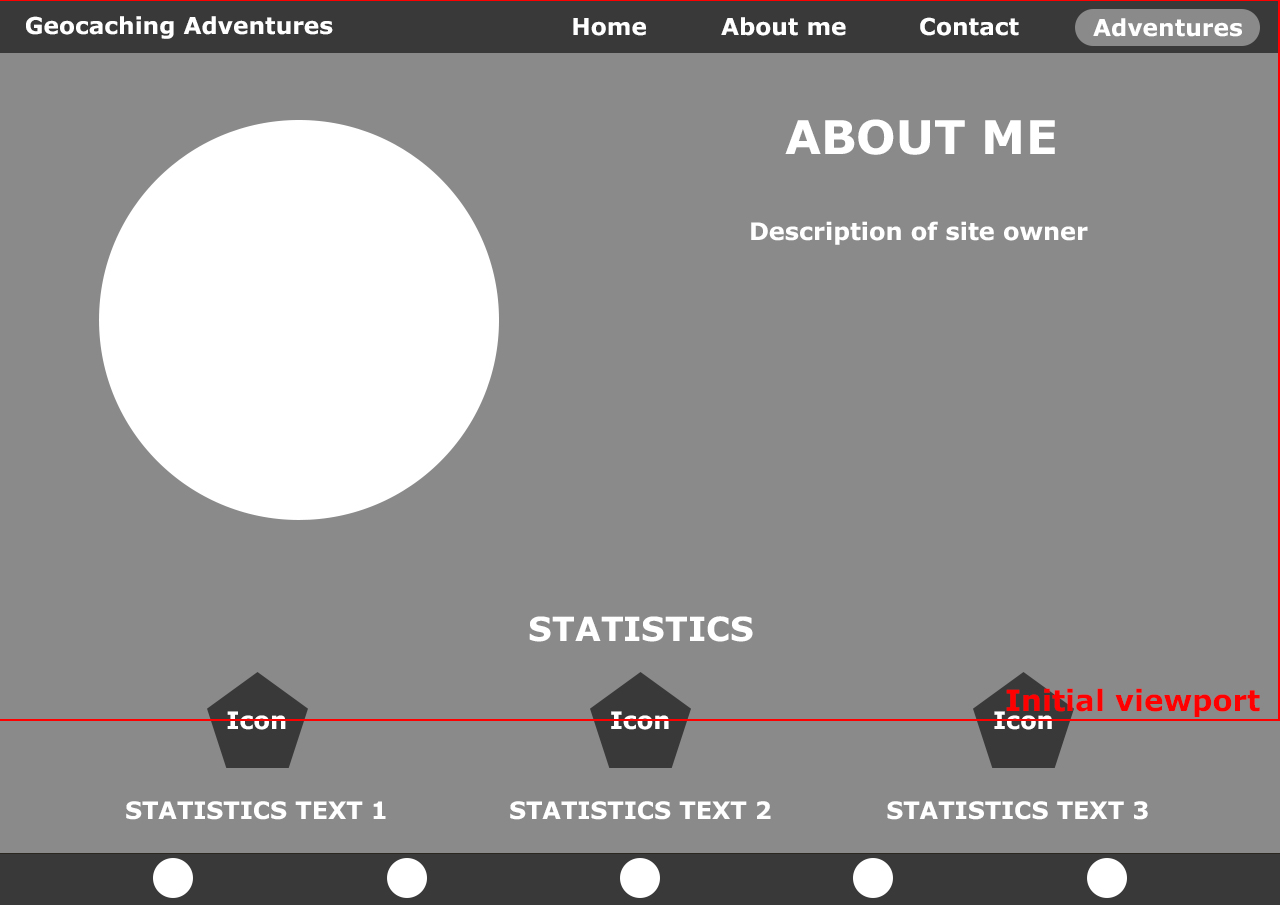 Geocaching Adventures
Home
About me
Contact
Adventures
ABOUT ME
Description of site owner
STATISTICS
Icon
Icon
Icon
Initial viewport
STATISTICS TEXT 1
STATISTICS TEXT 2
STATISTICS TEXT 3